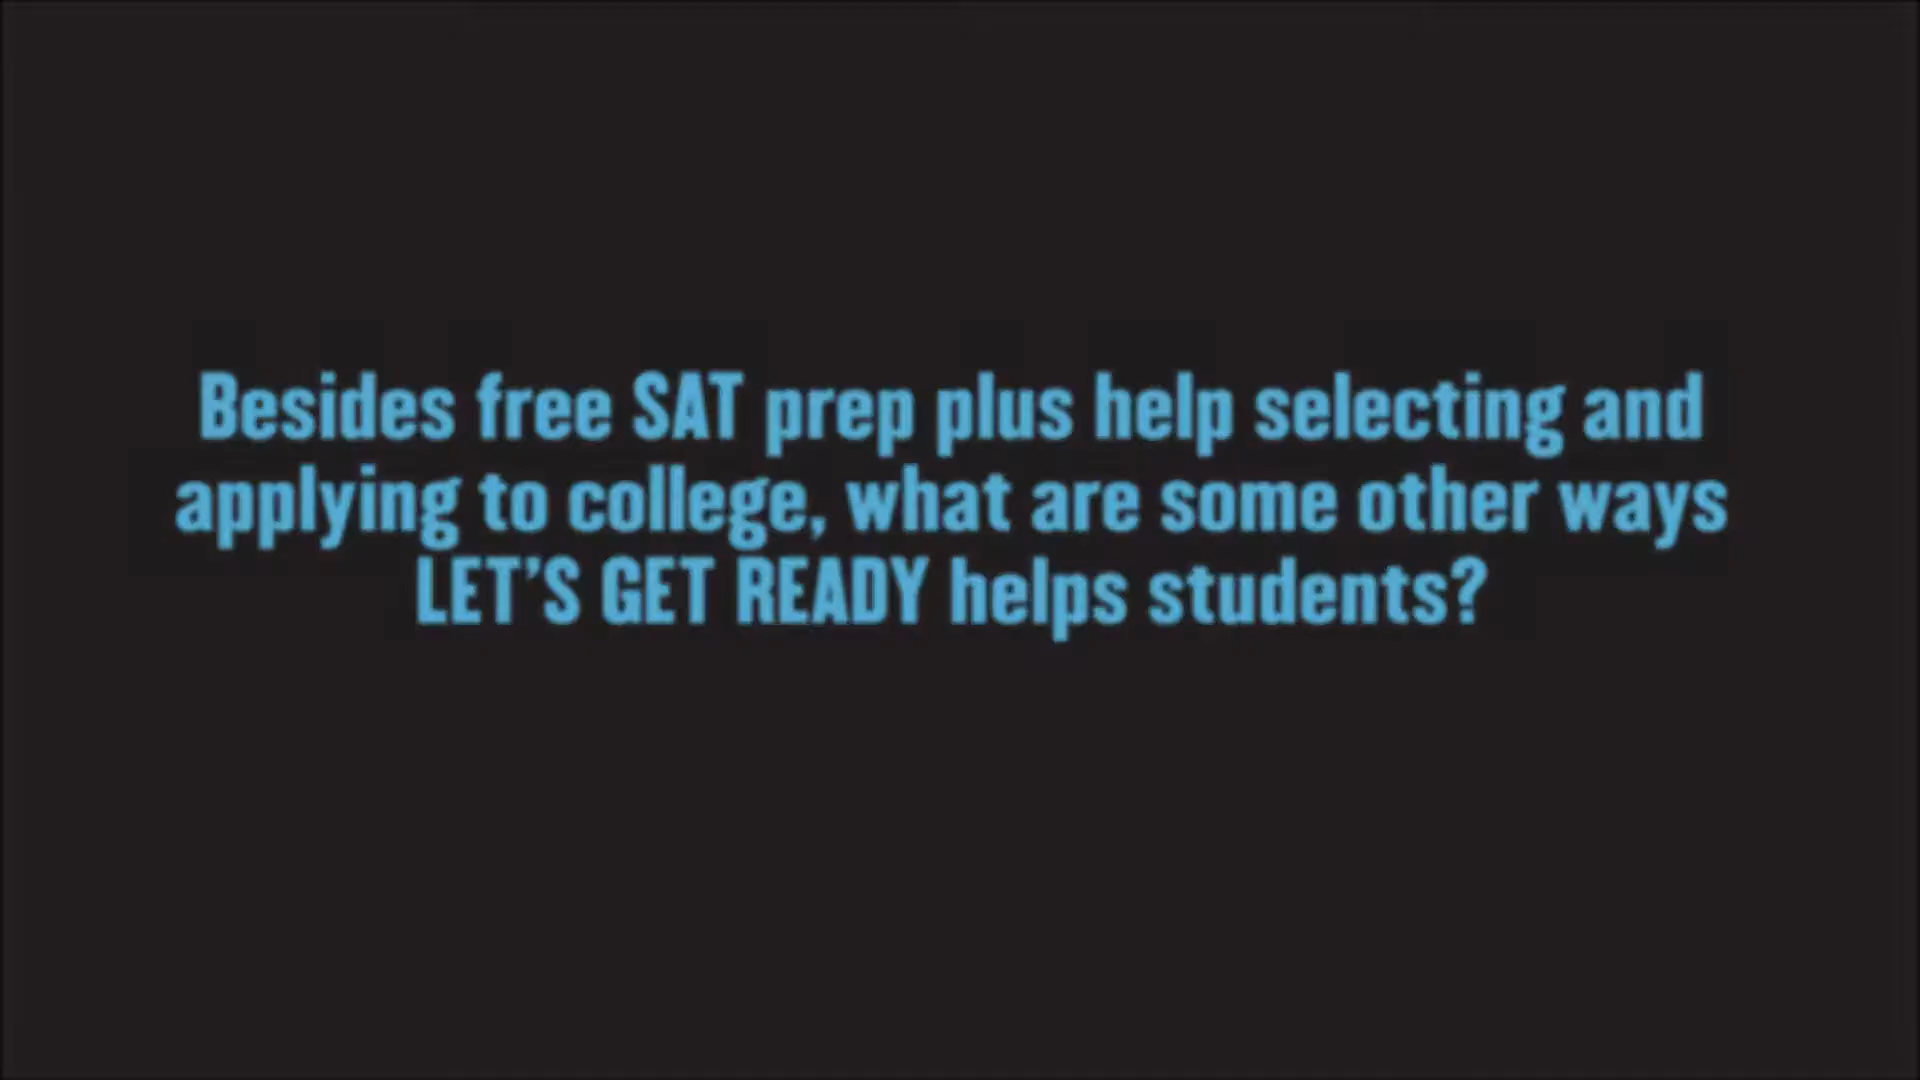 Besides free SAT prep plus help selecting and
applying to college, what are some other ways
LET’S GET READY helps students?